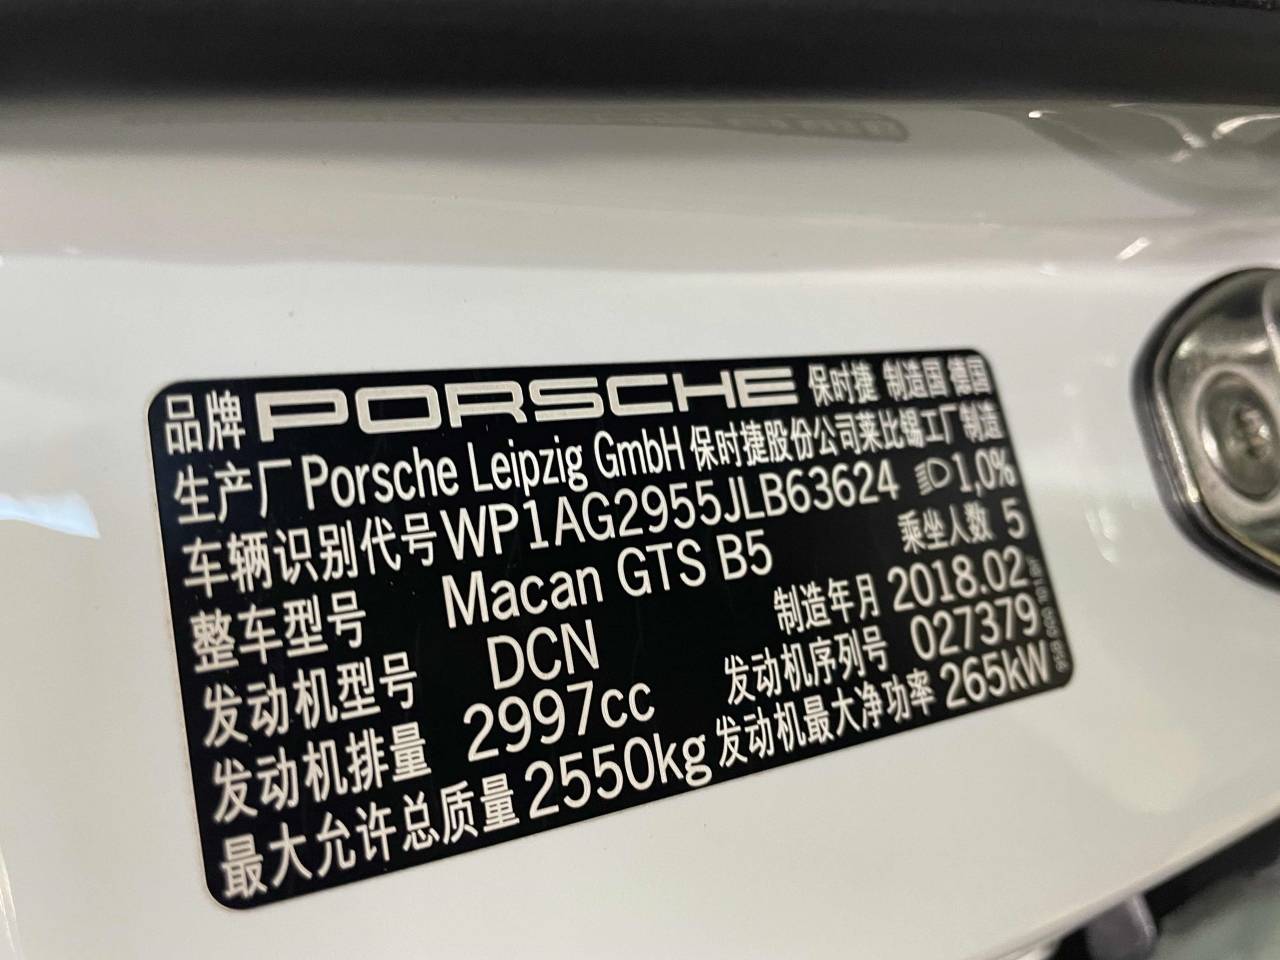 品牌 PORSCHE 保时捷 制造国 德国
生产厂 Porsche Leipzig GmbH 保时捷股份公司莱比锡工厂制造
车辆识别代号 WP1AG2955JLB63624 1,0%
整车型号 Macan GTS B5 乘坐人数 5
发动机型号 DCN 制造年月 2018.02
发动机排量 2997cc 发动机序列号 027379
最大允许总质量 2550kg 发动机最大净功率 265kW